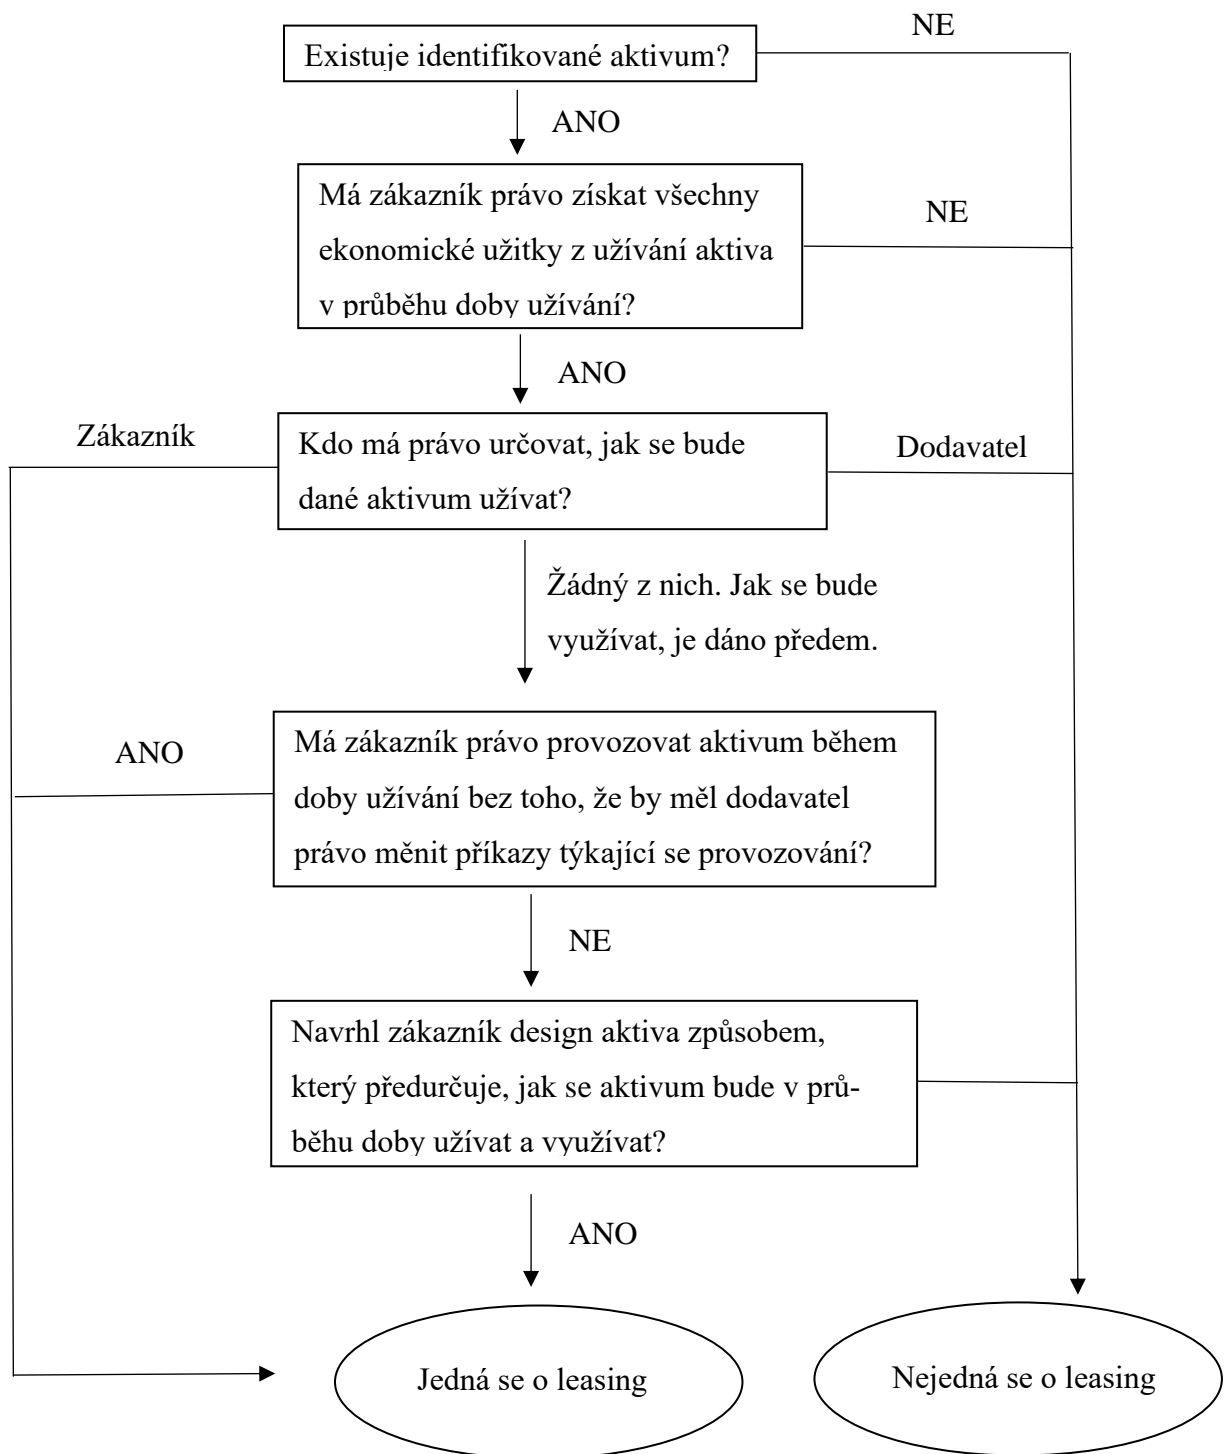 NE
Existuje identifikované aktivum?
ANO
Má zákazník právo získat všechny
ekonomické užitky z užívání aktiva
v průběhu doby užívání?
NE
ANO
Zákazník
Kdo má právo určovat, jak se bude
dané aktivum užívat?
Dodavatel
Žádný z nich. Jak se bude
využívat, je dáno předem.
ANO
Má zákazník právo provozovat aktivum během
doby užívání bez toho, že by měl dodavatel
právo měnit příkazy týkající se provozování?
NE
Navrhl zákazník design aktiva způsobem,
který předurčuje, jak se aktivum bude v prů-
běhu doby užívat a využívat?
ANO
Jedná se o leasing
Nejedná se o leasing